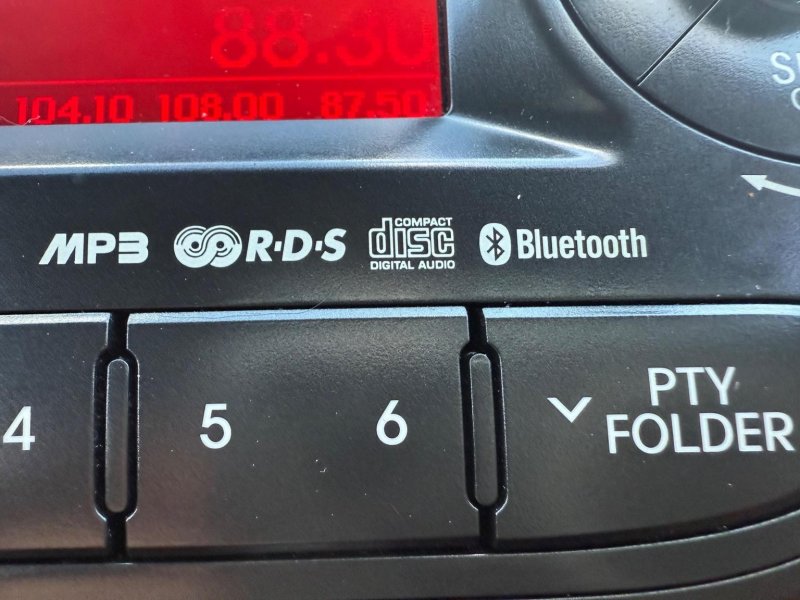 88.30
104.10 108.00 87.50
MP3 R·D·S COMPACT disc DIGITAL AUDIO Bluetooth
4 5 6 PTY
FOLDER